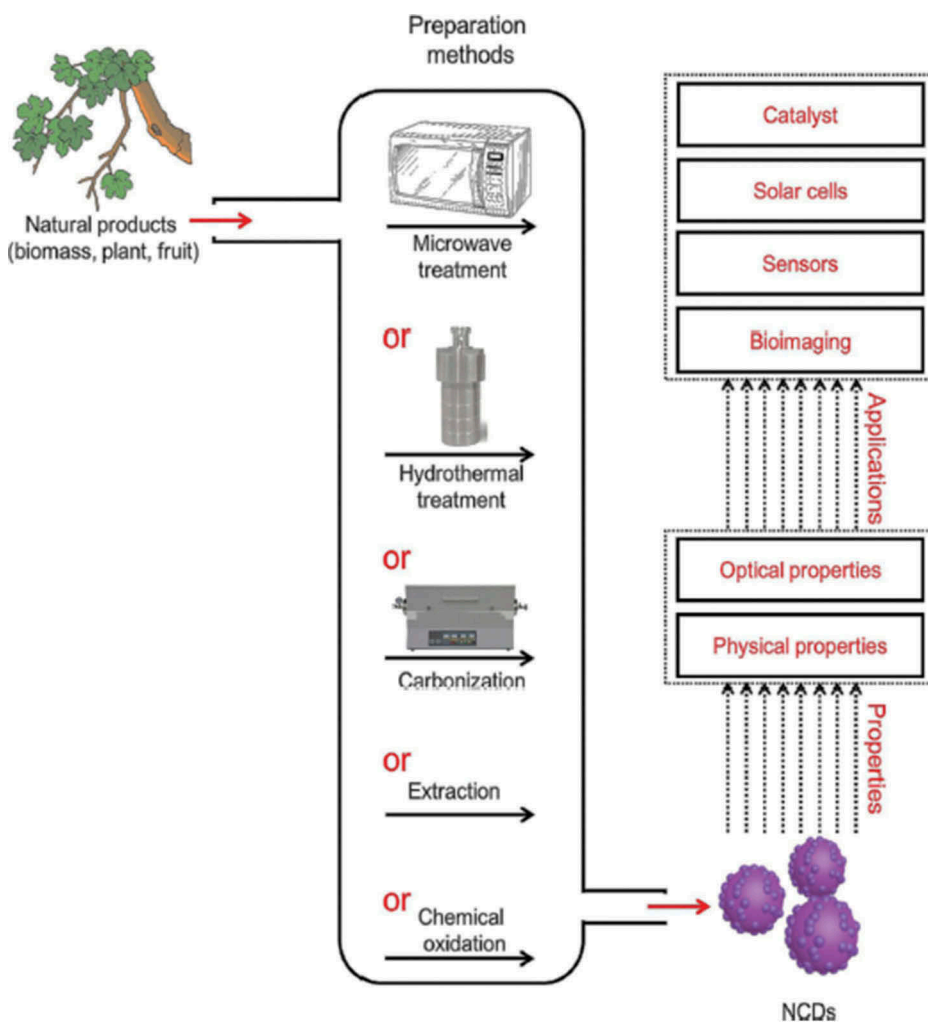 Preparation
methods
Natural products
(biomass, plant, fruit)
Microwave
treatment
or
Hydrothermal
treatment
or
Carbonization
or
Extraction
or
Chemical
oxidation
Catalyst
Solar cells
Sensors
Bioimaging
Applications
Optical properties
Physical properties
Properties
NCDs